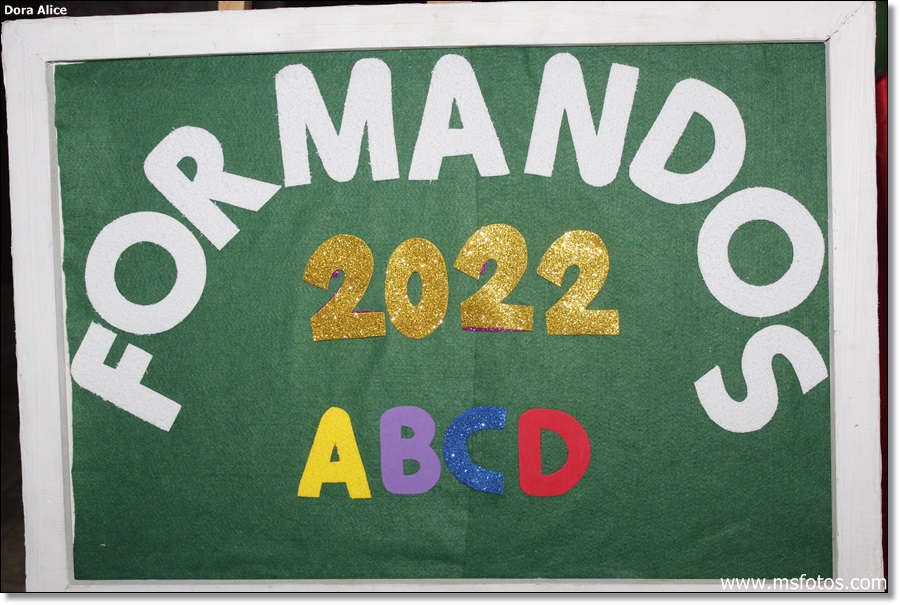 Dora Alice
FORMANDOS
2022
ABCD
www.msfotos.com